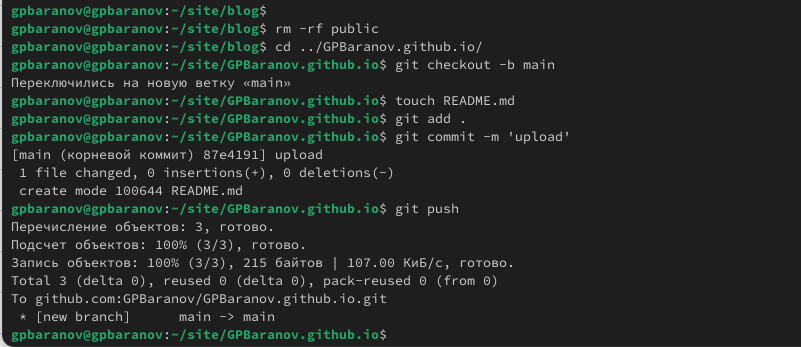 gpbaranov@gpbaranov:~/site/blog$
gpbaranov@gpbaranov:~/site/blog$ rm -rf public
gpbaranov@gpbaranov:~/site/blog$ cd ../GPBaranov.github.io/
gpbaranov@gpbaranov:~/site/GPBaranov.github.io$ git checkout -b main
Переключились на новую ветку «main»
gpbaranov@gpbaranov:~/site/GPBaranov.github.io$ touch README.md
gpbaranov@gpbaranov:~/site/GPBaranov.github.io$ git add .
gpbaranov@gpbaranov:~/site/GPBaranov.github.io$ git commit -m 'upload'
[main (корневой коммит) 87e4191] upload
 1 file changed, 0 insertions(+), 0 deletions(-)
 create mode 100644 README.md
gpbaranov@gpbaranov:~/site/GPBaranov.github.io$ git push
Перечисление объектов: 3, готово.
Подсчет объектов: 100% (3/3), готово.
Запись объектов: 100% (3/3), 215 байтов | 107.00 КиБ/с, готово.
Total 3 (delta 0), reused 0 (delta 0), pack-reused 0 (from 0)
To github.com:GPBaranov/GPBaranov.github.io.git
 * [new branch]      main -> main
gpbaranov@gpbaranov:~/site/GPBaranov.github.io$